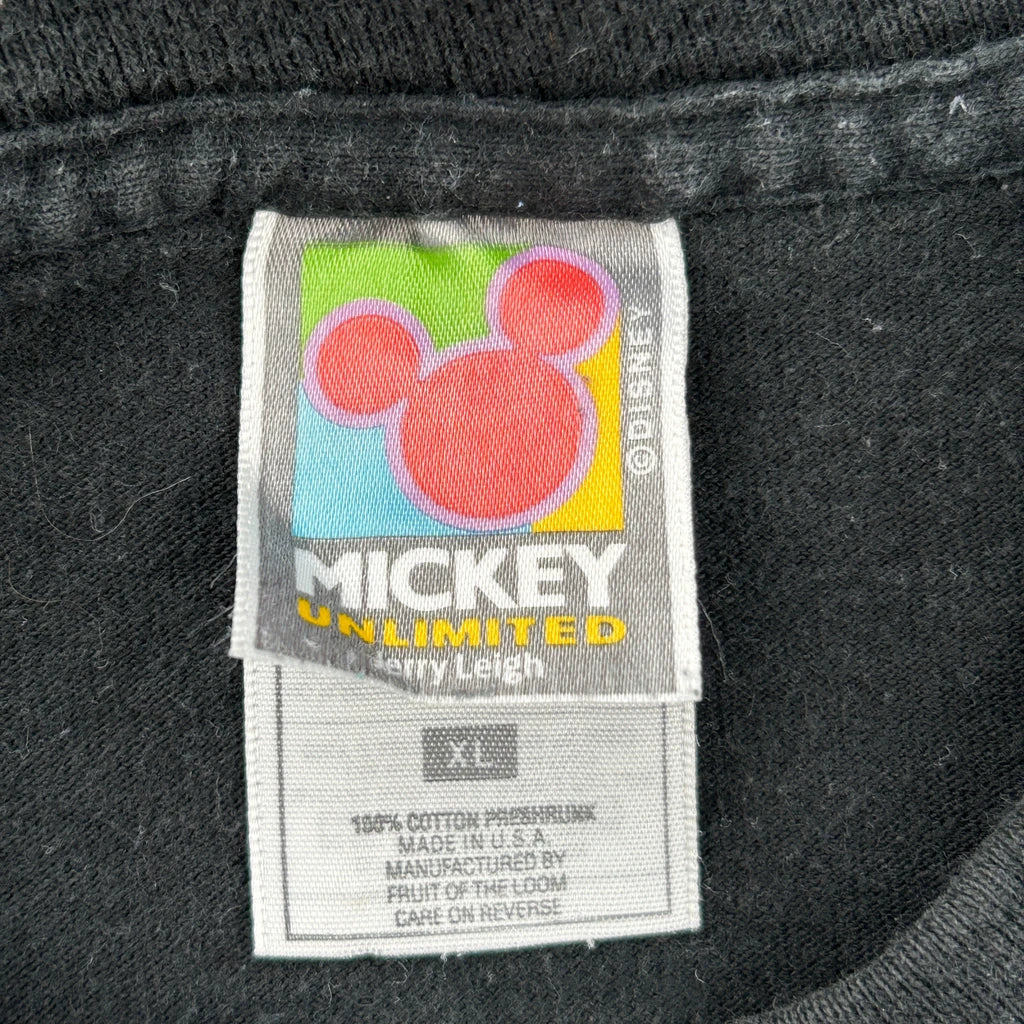 ©DISNEY
MICKEY
UNLIMITED
Jerry Leigh
XL
100% COTTON PRESHRUNK
MADE IN U.S.A.
MANUFACTURED BY
FRUIT OF THE LOOM
CARE ON REVERSE